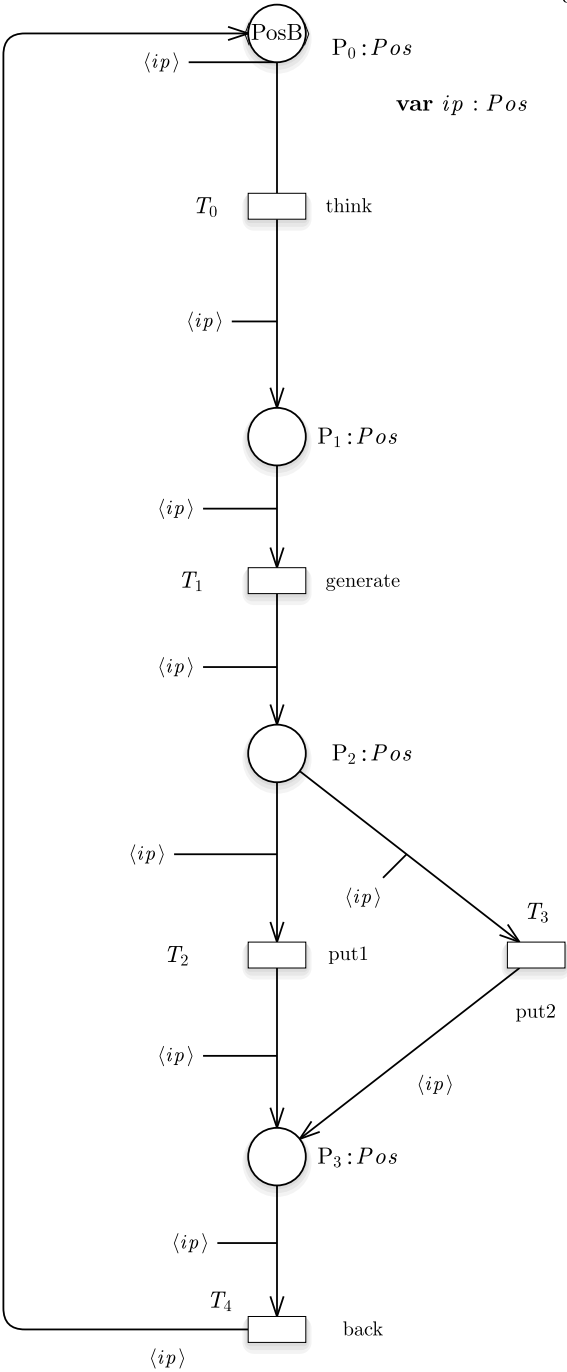 ⟨PosB⟩
P₀ : Pos
⟨ip⟩
var ip : Pos
T₀
think
⟨ip⟩
P₁ : Pos
⟨ip⟩
T₁
generate
⟨ip⟩
P₂ : Pos
⟨ip⟩
⟨ip⟩
T₃
T₂
put1
put2
⟨ip⟩
⟨ip⟩
P₃ : Pos
⟨ip⟩
T₄
back
⟨ip⟩